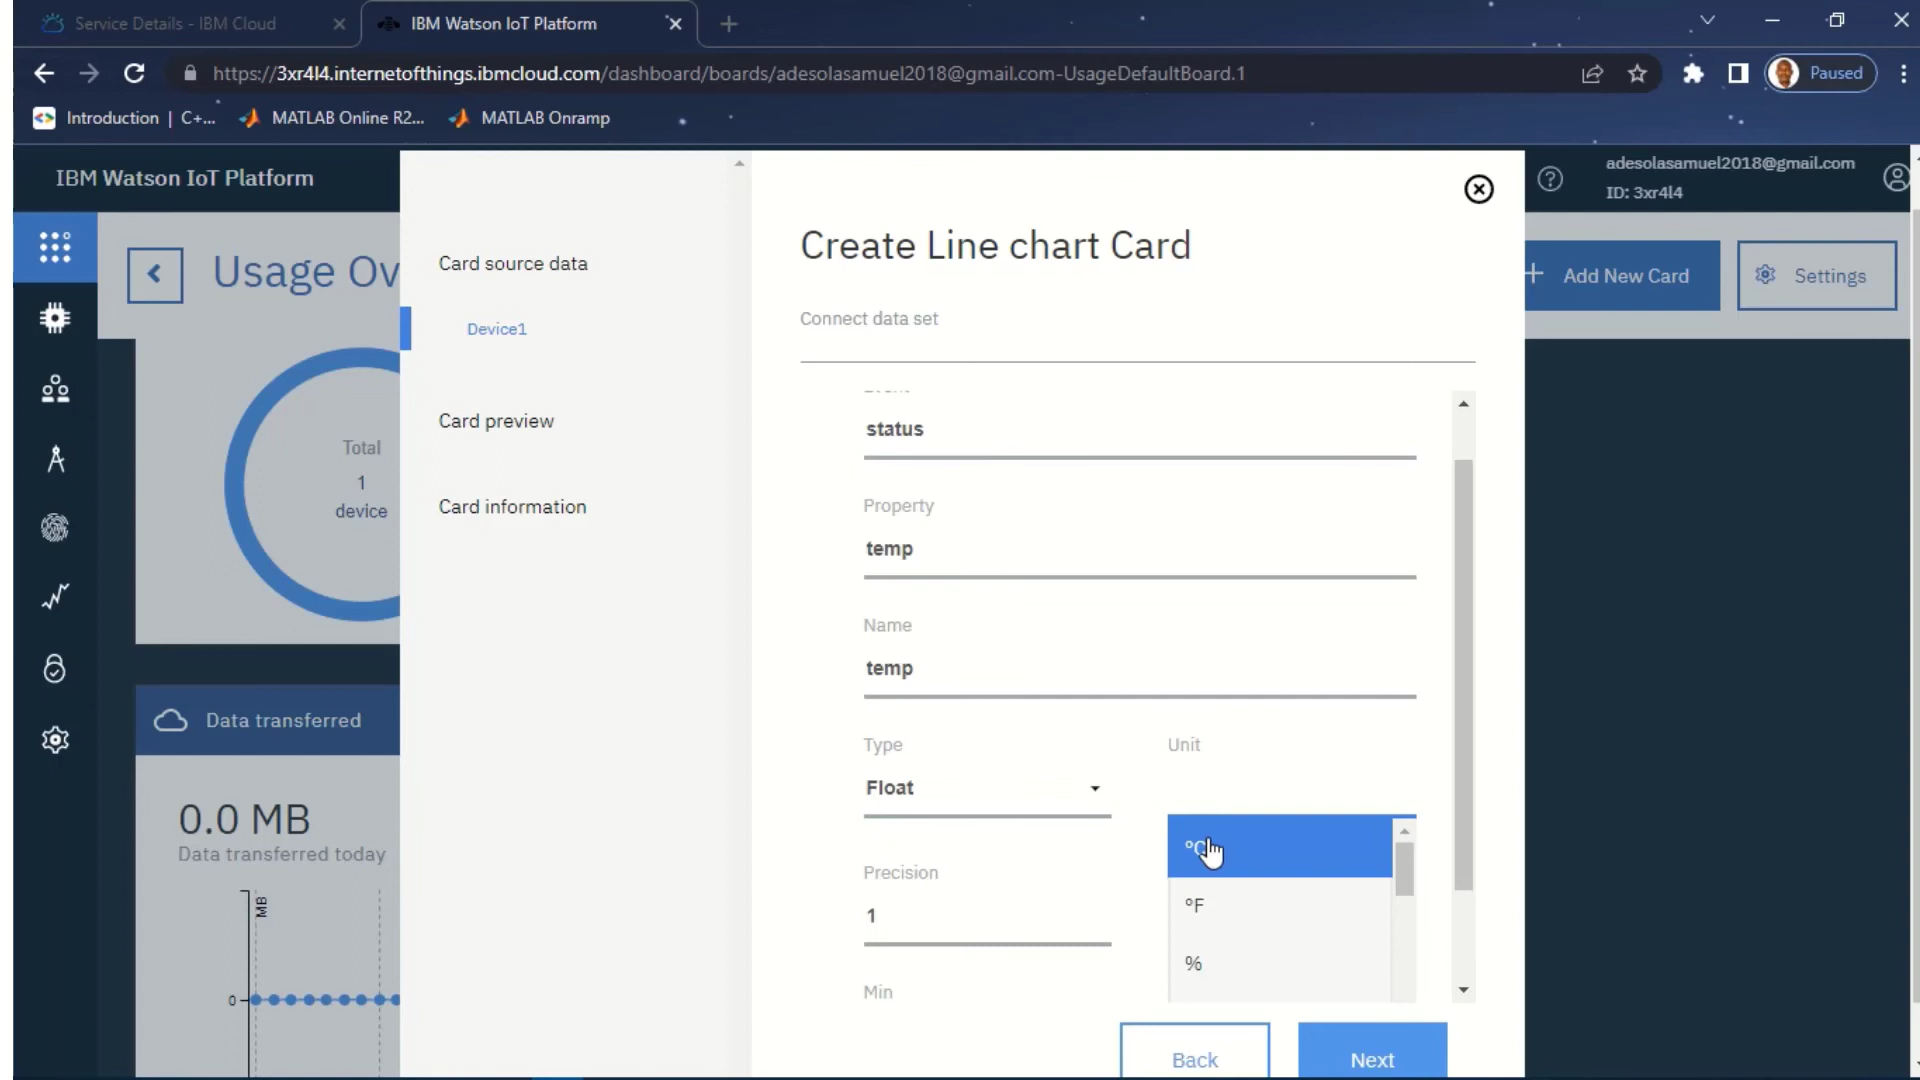 Service Details - IBM Cloud
IBM Watson IoT Platform
https://3xr4l4.internetofthings.ibmcloud.com/dashboard/boards/adesolasamuel2018@gmail.com-UsageDefaultBoard.1
Paused
Introduction | C+...
MATLAB Online R2...
MATLAB Onramp
IBM Watson IoT Platform
adesolasamuel2018@gmail.com
ID: 3xr4l4
Usage Ov
Add New Card
Settings
Total
1
device
Data transferred
0.0 MB
Data transferred today
MB
0
Card source data
Device1
Card preview
Card information
Create Line chart Card
Connect data set
status
Property
temp
Name
temp
Type
Unit
Float
°C
°F
%
Precision
1
Min
Back
Next